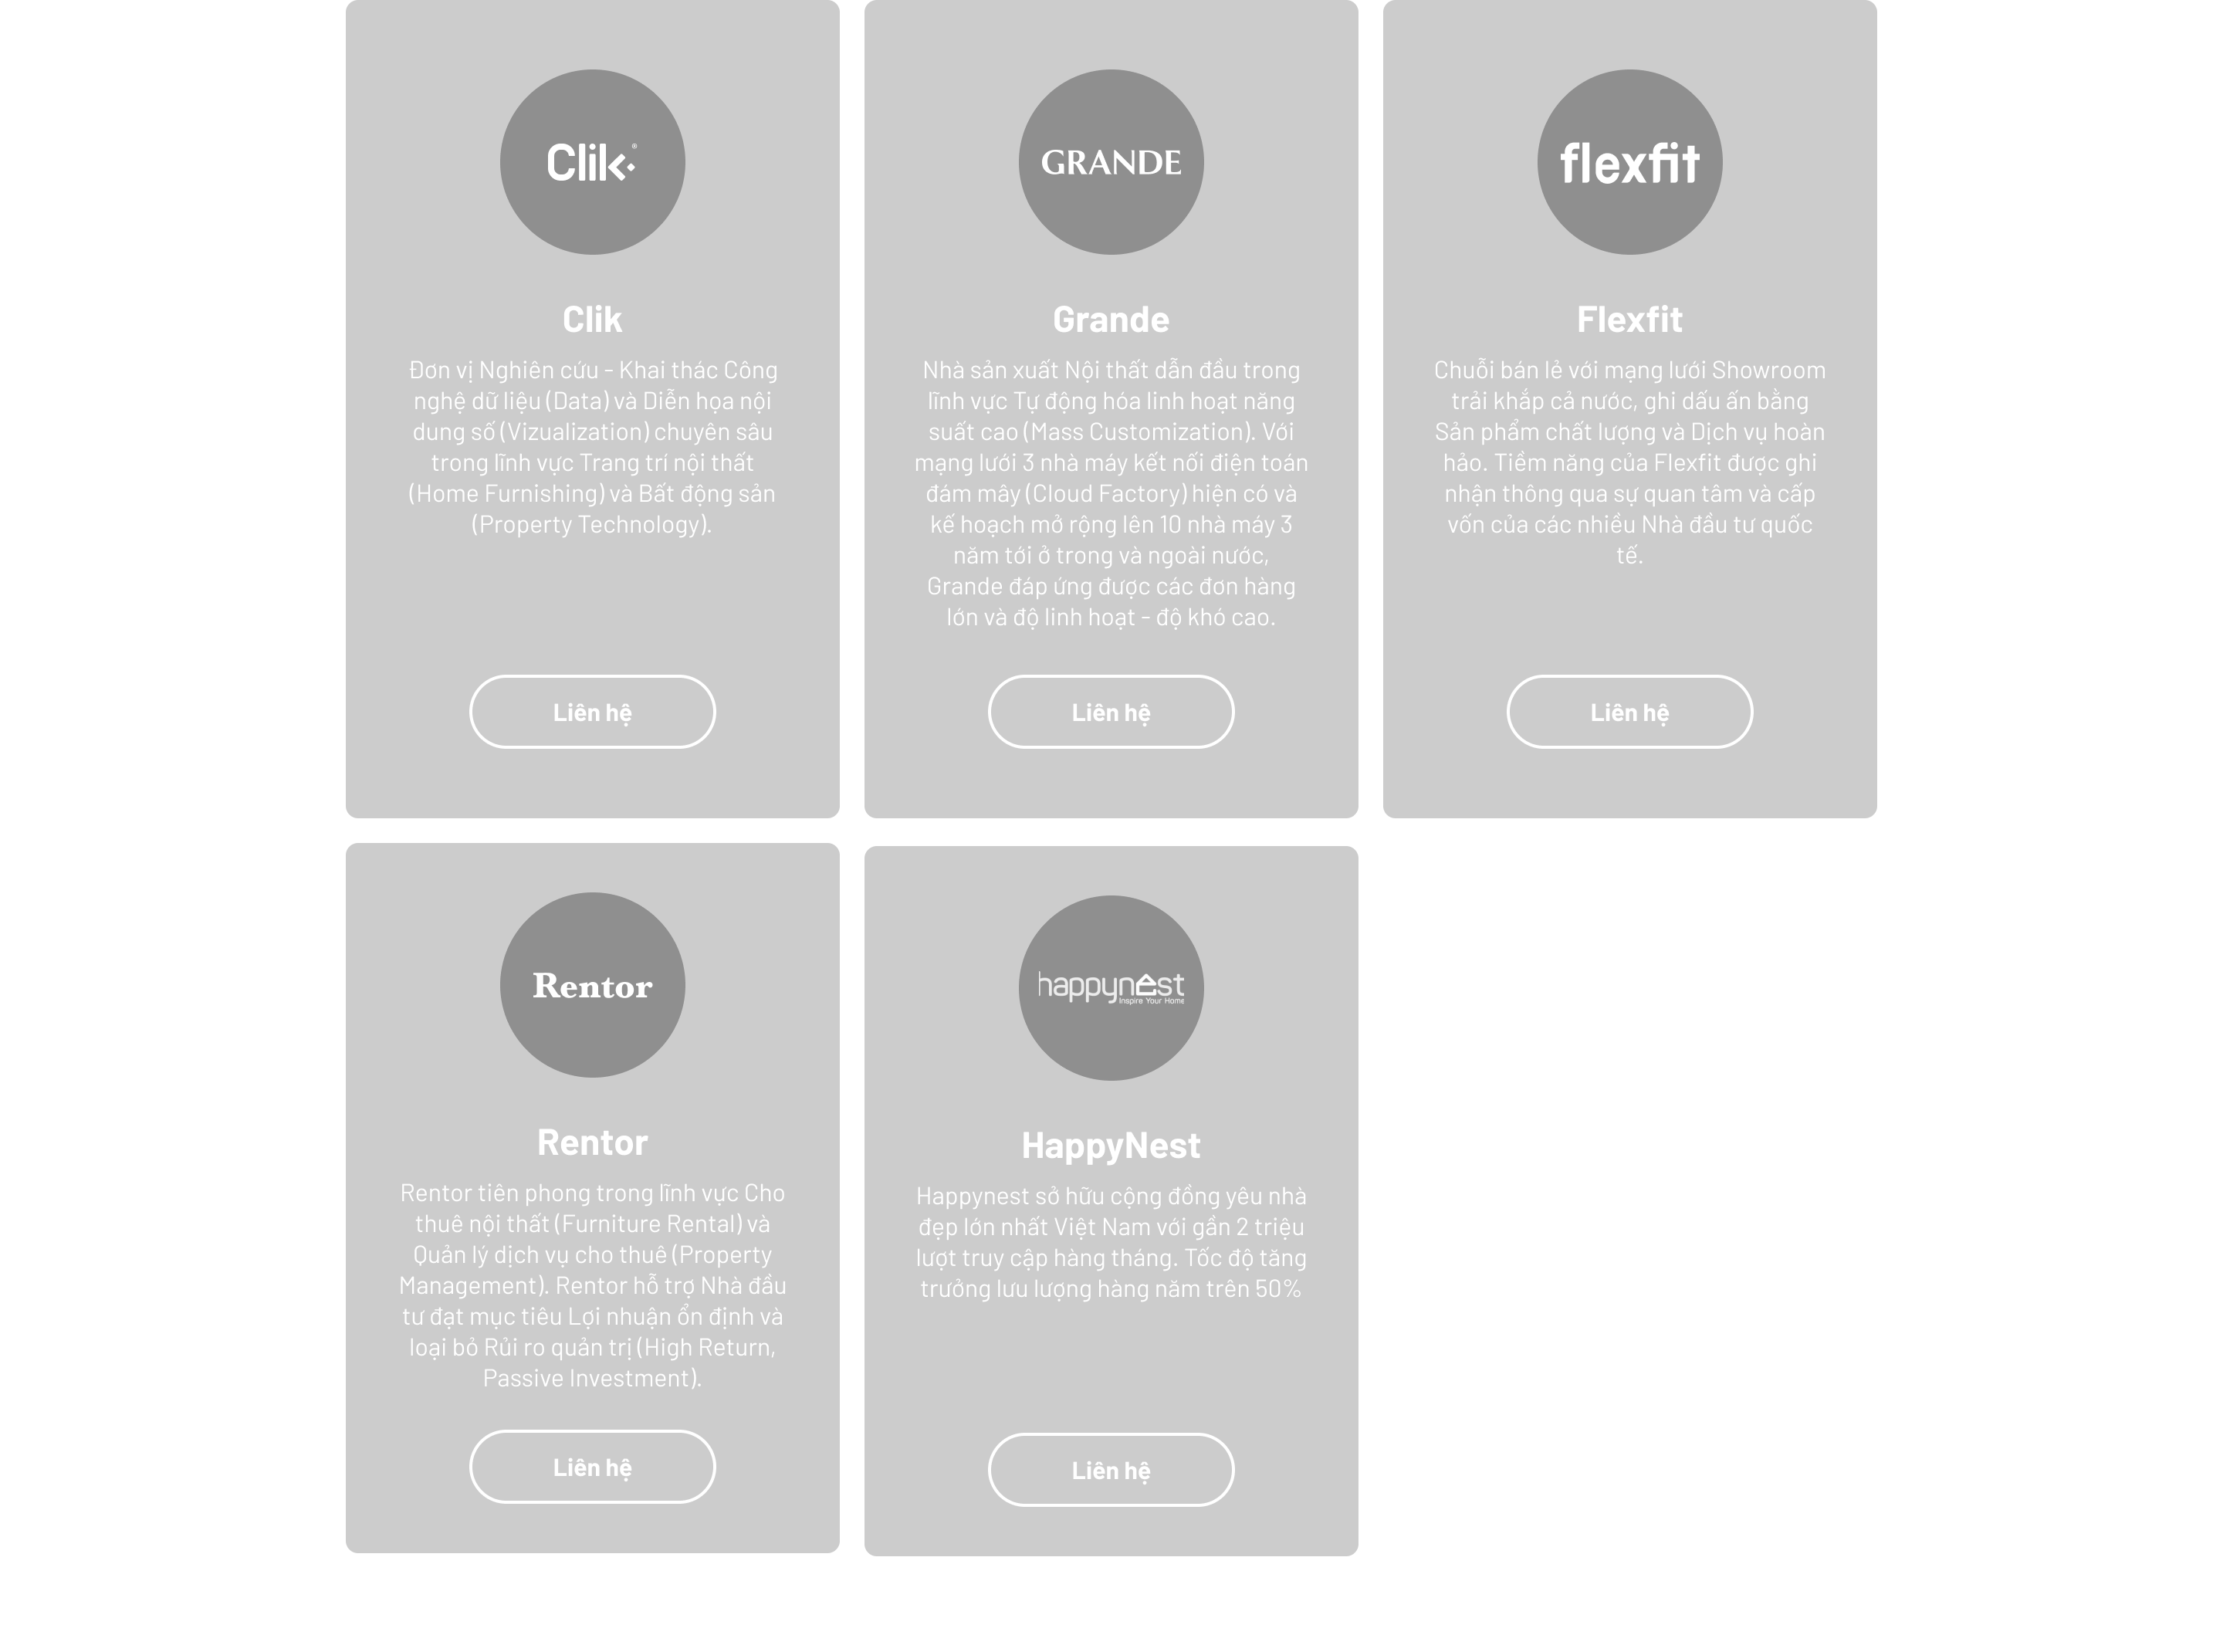 Clik®
Clik
Đơn vị Nghiên cứu - Khai thác Công
nghệ dữ liệu (Data) và Diễn họa nội
dung số (Vizualization) chuyên sâu
trong lĩnh vực Trang trí nội thất
(Home Furnishing) và Bất động sản
(Property Technology).
Liên hệ
GRANDE
Grande
Nhà sản xuất Nội thất dẫn đầu trong
lĩnh vực Tự động hóa linh hoạt năng
suất cao (Mass Customization). Với
mạng lưới 3 nhà máy kết nối điện toán
đám mây (Cloud Factory) hiện có và
kế hoạch mở rộng lên 10 nhà máy 3
năm tới ở trong và ngoài nước,
Grande đáp ứng được các đơn hàng
lớn và độ linh hoạt - độ khó cao.
Liên hệ
flexfit
Flexfit
Chuỗi bán lẻ với mạng lưới Showroom
trải khắp cả nước, ghi dấu ấn bằng
Sản phẩm chất lượng và Dịch vụ hoàn
hảo. Tiềm năng của Flexfit được ghi
nhận thông qua sự quan tâm và cấp
vốn của các nhiều Nhà đầu tư quốc
tế.
Liên hệ
Rentor
Rentor
Rentor tiên phong trong lĩnh vực Cho
thuê nội thất (Furniture Rental) và
Quản lý dịch vụ cho thuê (Property
Management). Rentor hỗ trợ Nhà đầu
tư đạt mục tiêu Lợi nhuận ổn định và
loại bỏ Rủi ro quản trị (High Return,
Passive Investment).
Liên hệ
happynest
Inspire Your Home
HappyNest
Happynest sở hữu cộng đồng yêu nhà
đẹp lớn nhất Việt Nam với gần 2 triệu
lượt truy cập hàng tháng. Tốc độ tăng
trưởng lưu lượng hàng năm trên 50%
Liên hệ